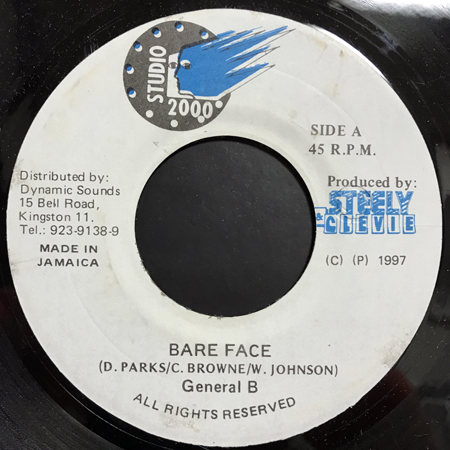 STUDIO
2000
SIDE A
45 R.P.M.
Distributed by:
Dynamic Sounds
15 Bell Road,
Kingston 11.
Tel.: 923-9138-9
MADE IN
JAMAICA
Produced by:
STEELY
& CLEVIE
(C) (P) 1997
BARE FACE
(D. PARKS/C. BROWNE/W. JOHNSON)
General B
ALL RIGHTS RESERVED